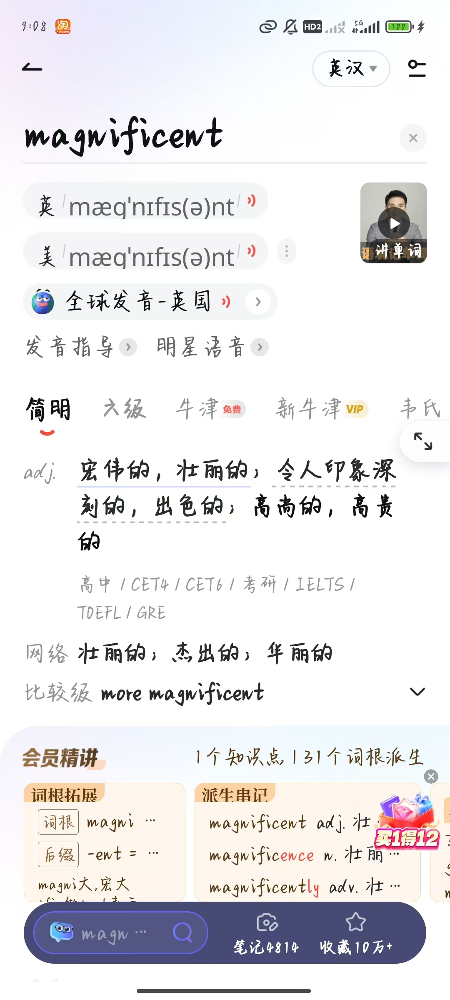 9:08 淘 HD2 5G 100
英汉
magnificent
英 /mæɡˈnɪfɪs(ə)nt/
美 /mæɡˈnɪfɪs(ə)nt/
讲单词
全球发音-英国
发音指导 明星语音
简明 六级 牛津 免费 新牛津 VIP 韦氏
adj. 宏伟的，壮丽的；令人印象深
刻的，出色的；高尚的，高贵
的
高中 / CET4 / CET6 / 考研 / IELTS /
TOEFL / GRE
网络 壮丽的；杰出的；华丽的
比较级 more magnificent
会员精讲 1个知识点 | 31个词根派生
词根拓展
词根 magni ...
后缀 -ent = ...
magni大,宏大
派生串记
magnificent adj. 壮
magnificence n. 壮丽 ...
magnificently adv. 壮 ...
买1得12
magn ...
笔记4814 收藏10万+